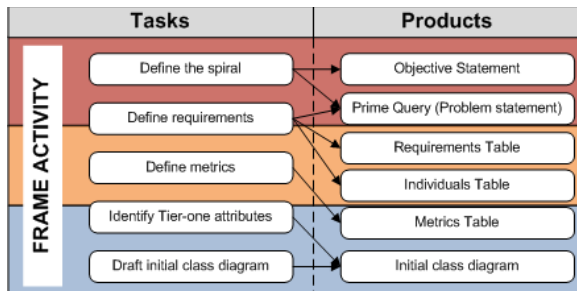 Tasks
Products
FRAME ACTIVITY
Define the spiral
Objective Statement
Prime Query (Problem statement)
Define requirements
Requirements Table
Define metrics
Individuals Table
Identify Tier-one attributes
Metrics Table
Draft initial class diagram
Initial class diagram